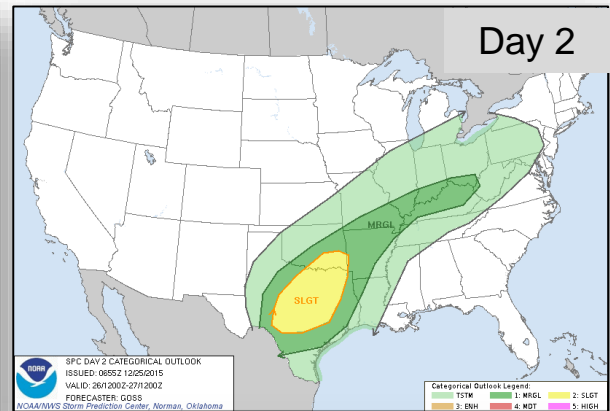 Day 2
MRGL
SLGT
NOAA
SPC DAY 2 CATEGORICAL OUTLOOK
ISSUED: 0655Z 12/25/2015
VALID: 26/1200Z-27/1200Z
FORECASTER: GOSS
NOAA/NWS Storm Prediction Center, Norman, Oklahoma
Categorical Outlook Legend:
TSTM 1: MRGL 2: SLGT
3: ENH 4: MDT 5: HIGH